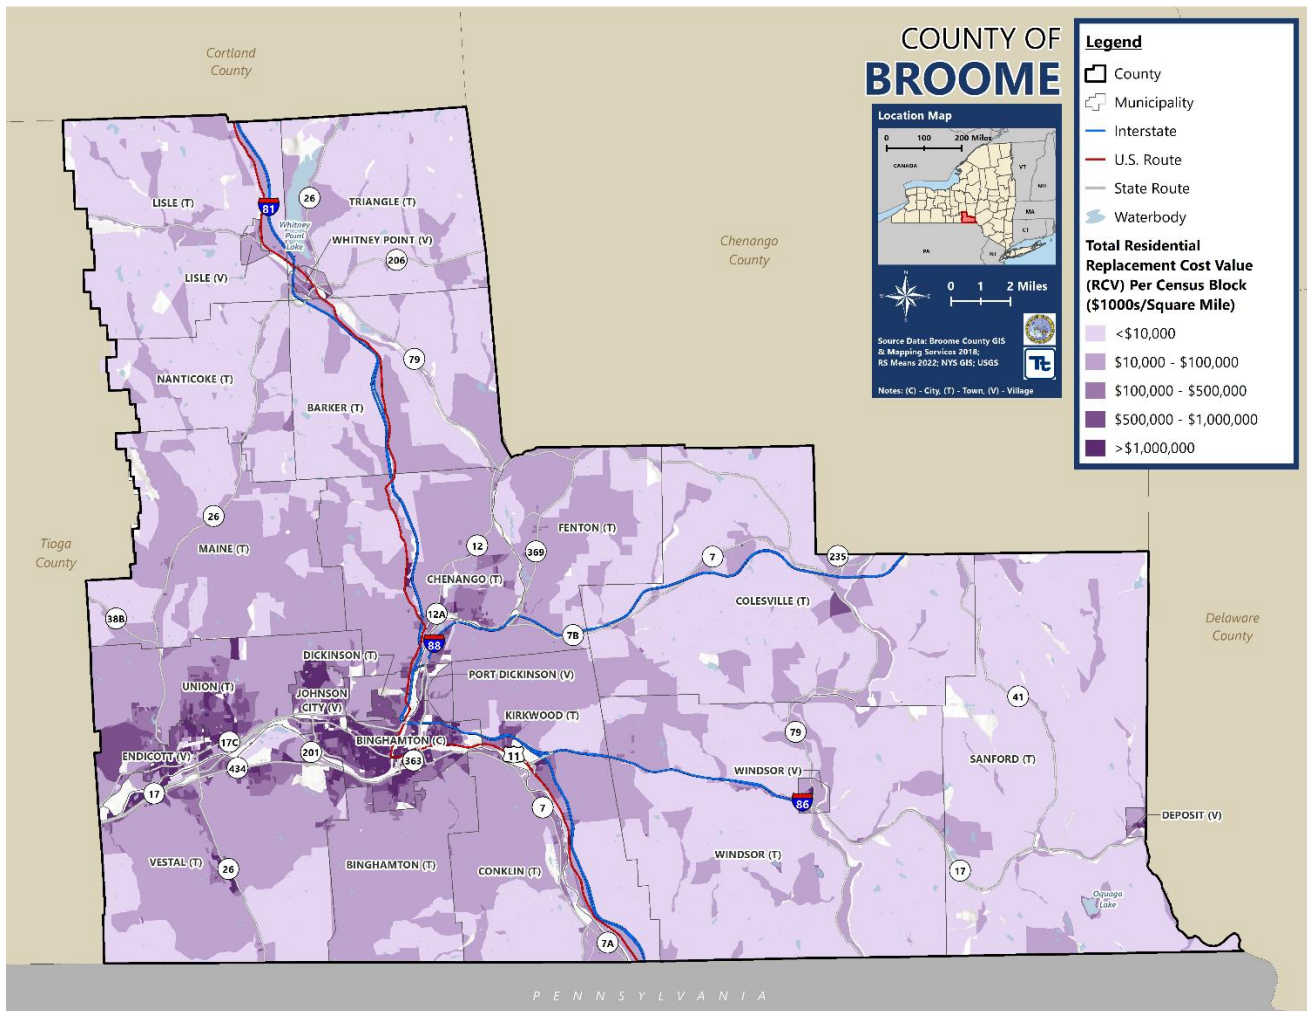 COUNTY OF
BROOME
Location Map
0 100 200 Miles
CANADA
VT
NH
MA
CT
PA
NJ
N
0 1 2 Miles
Source Data: Broome County GIS
& Mapping Services 2018;
RS Means 2022; NYS GIS; USGS
Notes: (C) - City, (T) - Town, (V) - Village
Tt
Legend
County
Municipality
Interstate
U.S. Route
State Route
Waterbody
Total Residential
Replacement Cost Value
(RCV) Per Census Block
($1000s/Square Mile)
<$10,000
$10,000 - $100,000
$100,000 - $500,000
$500,000 - $1,000,000
>$1,000,000
Cortland
County
Chenango
County
Tioga
County
Delaware
County
LISLE (T)
81
26
TRIANGLE (T)
Whitney
Point
Lake
WHITNEY POINT (V)
206
LISLE (V)
79
NANTICOKE (T)
BARKER (T)
26
MAINE (T)
FENTON (T)
12
369
7
235
CHENANGO (T)
COLESVILLE (T)
38B
12A
7B
88
DICKINSON (T)
PORT DICKINSON (V)
UNION (T)
JOHNSON
CITY (V)
41
KIRKWOOD (T)
79
17C
BINGHAMTON (C)
ENDICOTT (V)
201
363
11
434
SANFORD (T)
WINDSOR (V)
17
86
7
DEPOSIT (V)
VESTAL (T)
26
BINGHAMTON (T)
CONKLIN (T)
WINDSOR (T)
17
Oquaga
Lake
7A
PENNSYLVANIA